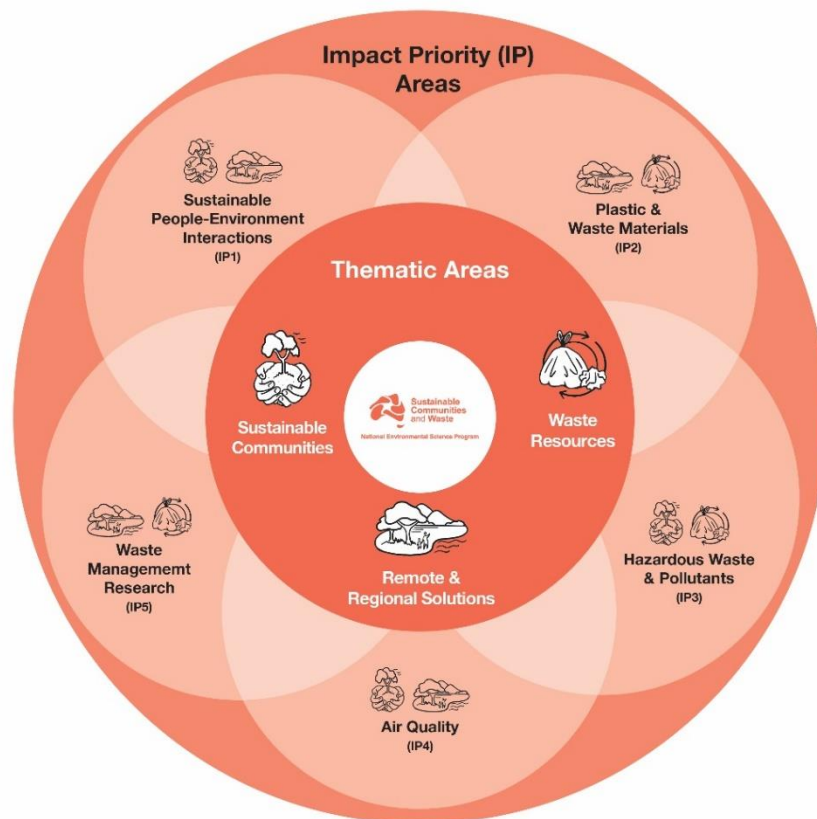 Impact Priority (IP)
Areas
Sustainable
People-Environment
Interactions
(IP1)
Plastic &
Waste Materials
(IP2)
Thematic Areas
Sustainable
Communities
Sustainable
Communities
and Waste
National Environmental Science Program
Waste
Resources
Remote &
Regional Solutions
Waste
Managememt
Research
(IP5)
Hazardous Waste
& Pollutants
(IP3)
Air Quality
(IP4)